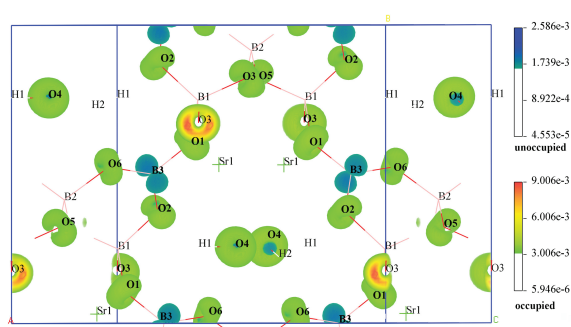 B
2.586e-3
O2
B2
O2
O3 O5
1.739e-3
H1 O4 H1 B1 B1 H1 O4 H1
H2 H2
8.922e-4
O3 O3
O1 O1
4.553e-5
unoccupied
O6 B3 Sr1 Sr1 B3 O6
9.006e-3
B2 B2
O2 O2
6.006e-3
O5 O5
B1 H1 O4 O4 H1 B1
H2
3.006e-3
O3 O3 O3 O3
O1 O1
5.946e-6
Sr1 O6 O6 Sr1
A B3 B3 C
occupied